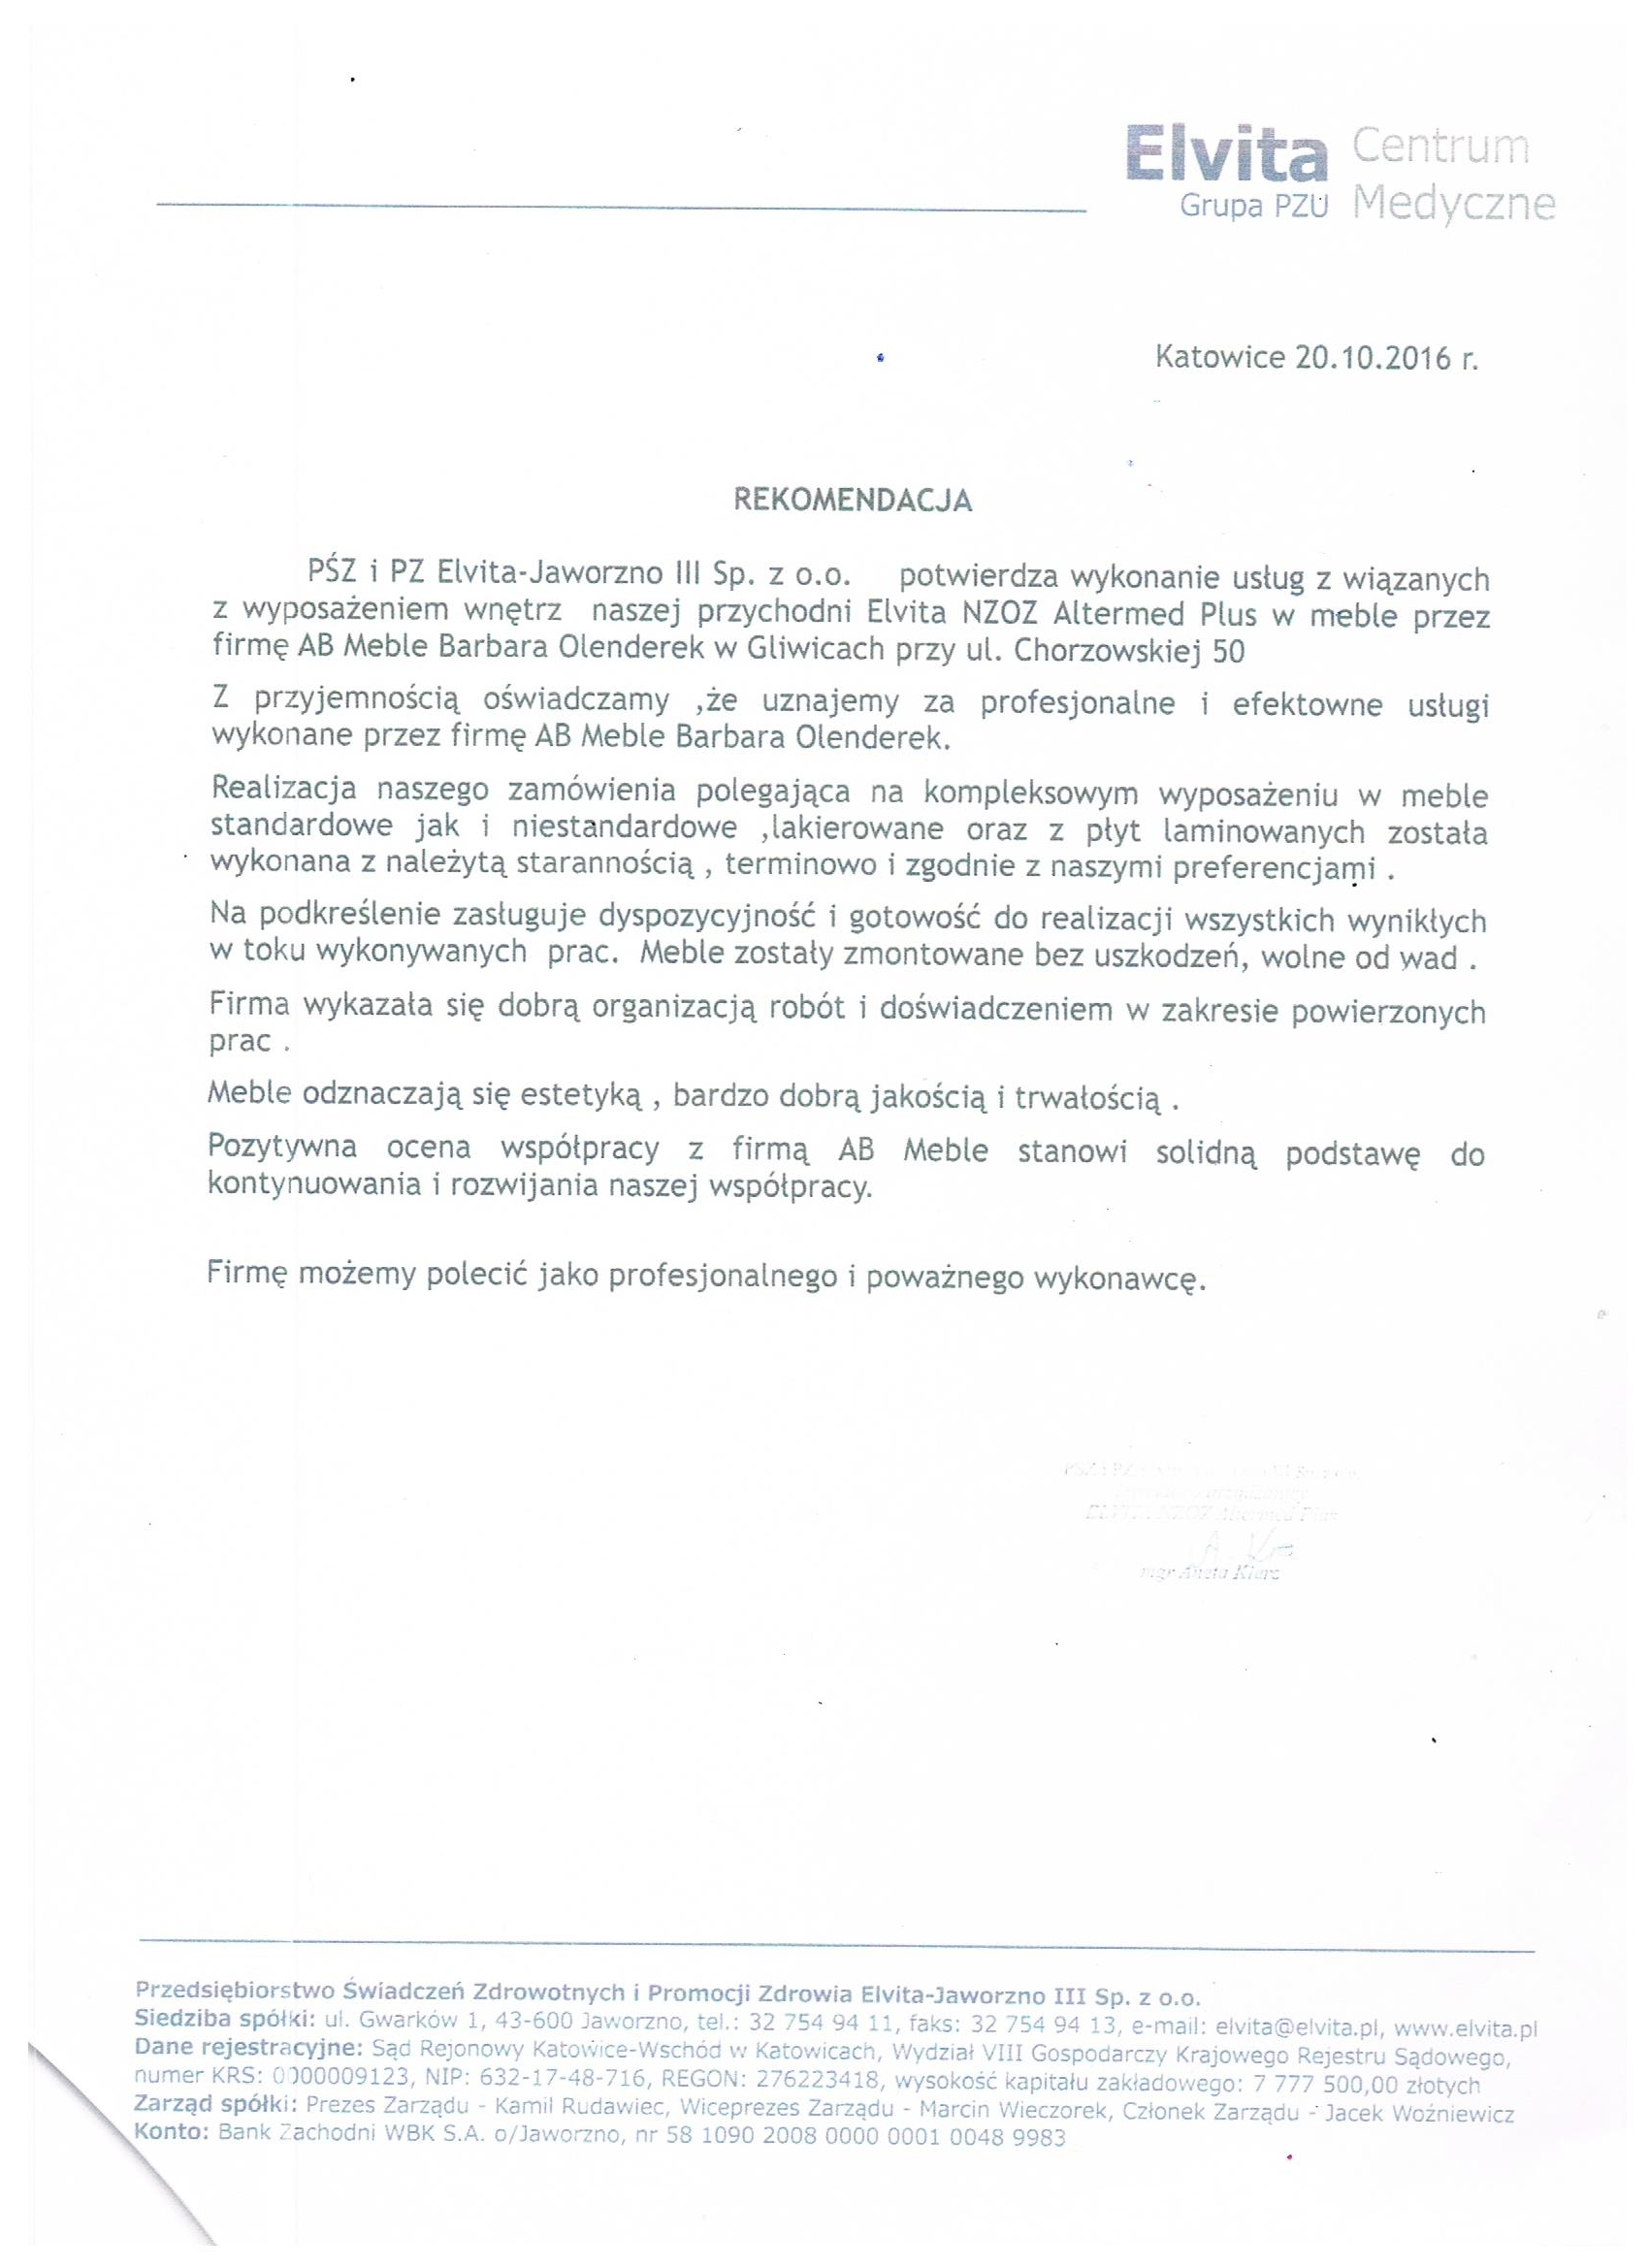 Elvita Centrum
Grupa PZU Medyczne
Katowice 20.10.2016 r.
REKOMENDACJA
PŚZ i PZ Elvita-Jaworzno III Sp. z o.o. potwierdza wykonanie usług z wiązanych
z wyposażeniem wnętrz naszej przychodni Elvita NZOZ Altermed Plus w meble przez
firmę AB Meble Barbara Olenderek w Gliwicach przy ul. Chorzowskiej 50
Z przyjemnością oświadczamy ,że uznajemy za profesjonalne i efektowne usługi
wykonane przez firmę AB Meble Barbara Olenderek.
Realizacja naszego zamówienia polegająca na kompleksowym wyposażeniu w meble
standardowe jak i niestandardowe ,lakierowane oraz z płyt laminowanych została
wykonana z należytą starannością , terminowo i zgodnie z naszymi preferencjami .
Na podkreślenie zasługuje dyspozycyjność i gotowość do realizacji wszystkich wynikłych
w toku wykonywanych prac. Meble zostały zmontowane bez uszkodzeń, wolne od wad .
Firma wykazała się dobrą organizacją robót i doświadczeniem w zakresie powierzonych
prac .
Meble odznaczają się estetyką , bardzo dobrą jakością i trwałością .
Pozytywna ocena współpracy z firmą AB Meble stanowi solidną podstawę do
kontynuowania i rozwijania naszej współpracy.
Firmę możemy polecić jako profesjonalnego i poważnego wykonawcę.
PŚZ i PZ III Sp. z o.o.
ELVITA NZOZ Altermed Plus
mgr Aneta Kierz
Przedsiębiorstwo Świadczeń Zdrowotnych i Promocji Zdrowia Elvita-Jaworzno III Sp. z o.o.
Siedziba spółki: ul. Gwarków 1, 43-600 Jaworzno, tel.: 32 754 94 11, faks: 32 754 94 13, e-mail: elvita@elvita.pl, www.elvita.pl
Dane rejestracyjne: Sąd Rejonowy Katowice-Wschód w Katowicach, Wydział VIII Gospodarczy Krajowego Rejestru Sądowego,
numer KRS: 0000009123, NIP: 632-17-48-716, REGON: 276223418, wysokość kapitału zakładowego: 7 777 500,00 złotych
Zarząd spółki: Prezes Zarządu - Kamil Rudawiec, Wiceprezes Zarządu - Marcin Wieczorek, Członek Zarządu - Jacek Woźniewicz
Konto: Bank Zachodni WBK S.A. o/Jaworzno, nr 58 1090 2008 0000 0001 0048 9983